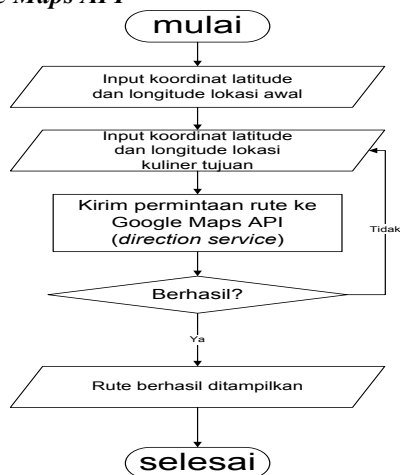 Maps API
mulai
Input koordinat latitude
dan longitude lokasi awal
Input koordinat latitude
dan longitude lokasi
kuliner tujuan
Kirim permintaan rute ke
Google Maps API
(direction service)
Tidak
Berhasil?
Ya
Rute berhasil ditampilkan
selesai